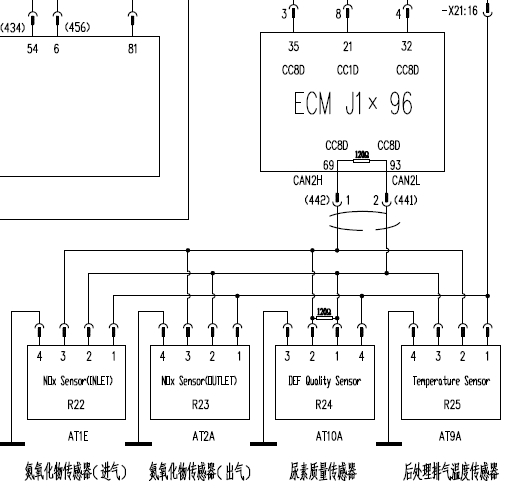 3 8 4 -X21:16
(434) (456)
54 6 81 35 21 32
CC8D CC1D CC8D
ECM J1× 96
CC8D CC8D
120Ω
69 93
CAN2H CAN2L
(442) 1 2 (441)
120Ω
4 3 2 1 4 3 2 1 3 2 1 4 4 3 2 1
NOx Sensor(INLET) NOx Sensor(OUTLET) DEF Quality Sensor Temperature Sensor
R22 R23 R24 R25
AT1E AT2A AT10A AT9A
氮氧化物传感器(进气) 氮氧化物传感器(出气) 尿素质量传感器 后处理排气温度传感器